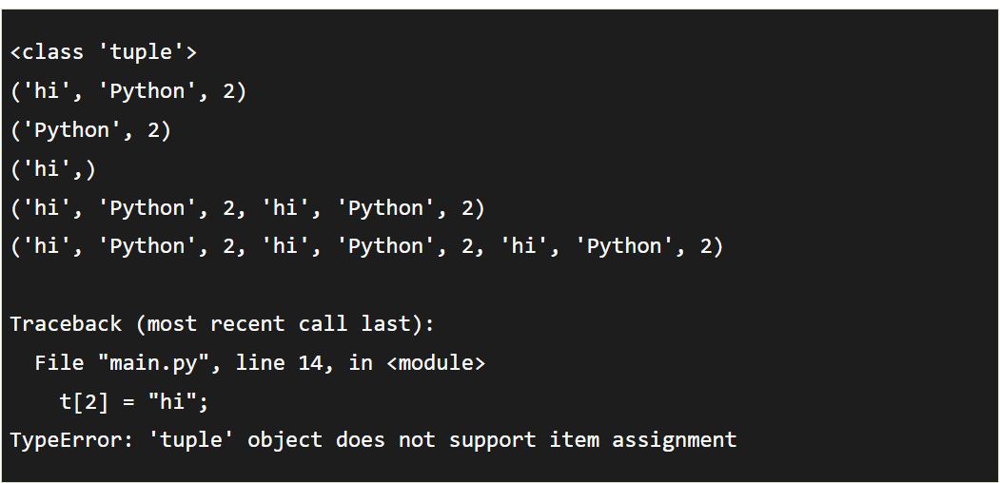 <class 'tuple'>
('hi', 'Python', 2)
('Python', 2)
('hi',)
('hi', 'Python', 2, 'hi', 'Python', 2)
('hi', 'Python', 2, 'hi', 'Python', 2, 'hi', 'Python', 2)
Traceback (most recent call last):
  File "main.py", line 14, in <module>
    t[2] = "hi";
TypeError: 'tuple' object does not support item assignment